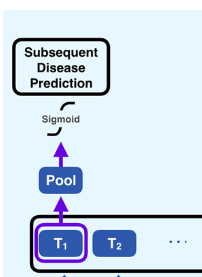 Subsequent
Disease
Prediction
Sigmoid
Pool
T1 T2 ...